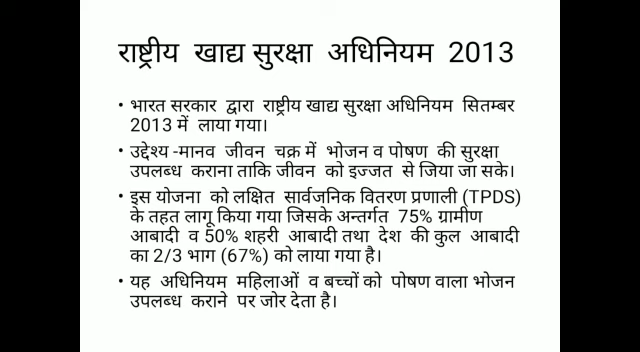 राष्ट्रीय खाद्य सुरक्षा अधिनियम 2013
• भारत सरकार द्वारा राष्ट्रीय खाद्य सुरक्षा अधिनियम सितम्बर
2013 में लाया गया।
• उद्देश्य -मानव जीवन चक्र में भोजन व पोषण की सुरक्षा
उपलब्ध कराना ताकि जीवन को इज्जत से जिया जा सके।
• इस योजना को लक्षित सार्वजनिक वितरण प्रणाली (TPDS)
के तहत लागू किया गया जिसके अन्तर्गत 75% ग्रामीण
आबादी व 50% शहरी आबादी तथा देश की कुल आबादी
का 2/3 भाग (67%) को लाया गया है।
• यह अधिनियम महिलाओं व बच्चों को पोषण वाला भोजन
उपलब्ध कराने पर जोर देता है।